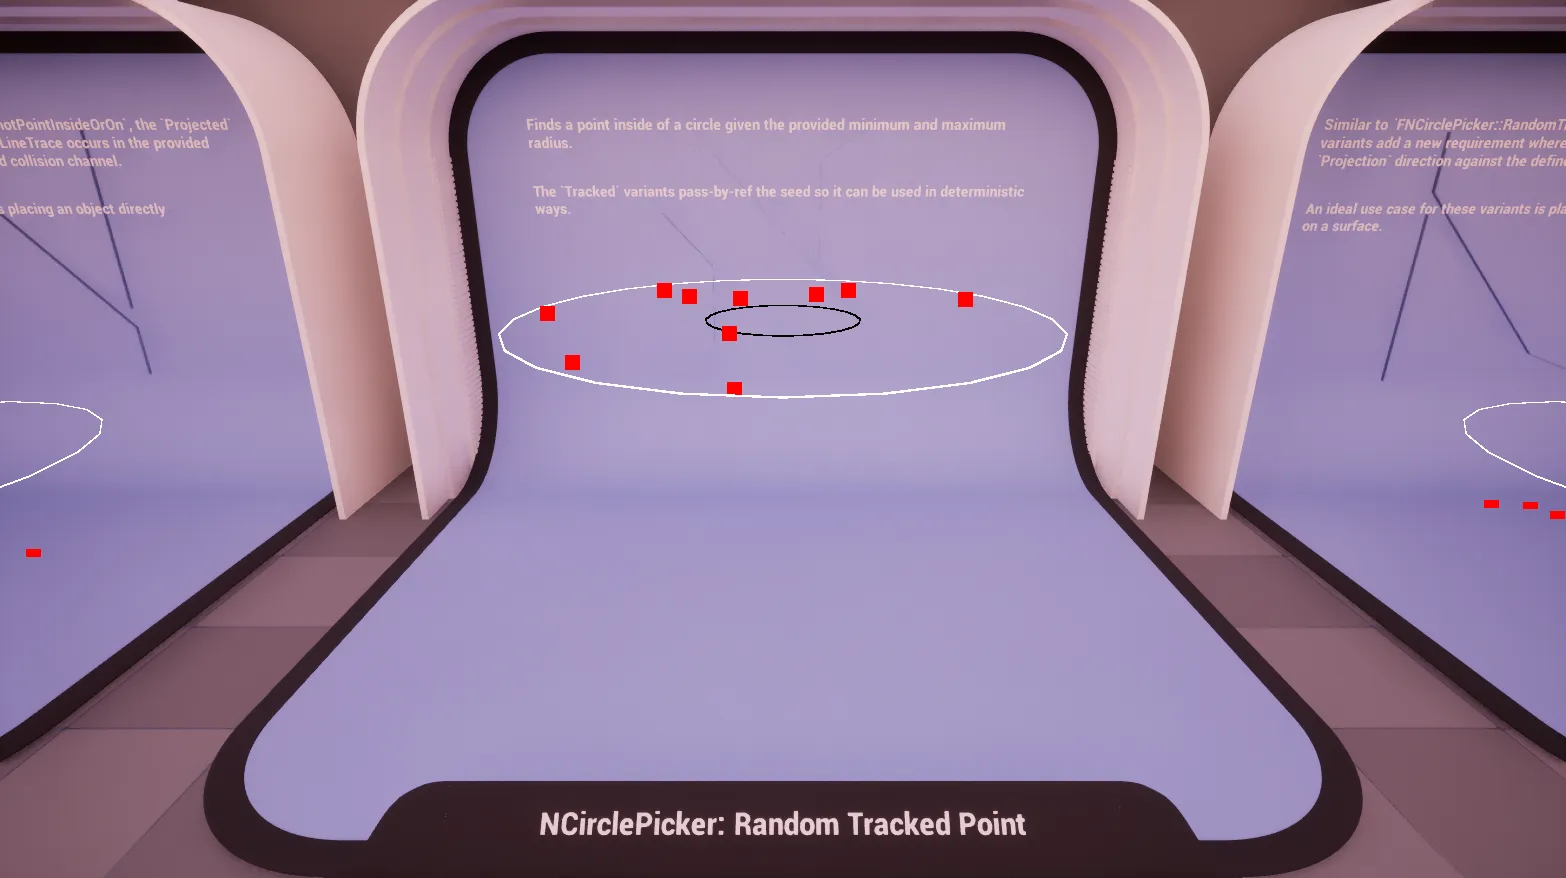 notPointInsideOrOn`, the `Projected`
LineTrace occurs in the provided
d collision channel.
s placing an object directly
Finds a point inside of a circle given the provided minimum and maximum
radius.
The `Tracked` variants pass-by-ref the seed so it can be used in deterministic
ways.
Similar to `FNCirclePicker::RandomT
variants add a new requirement where
`Projection` direction against the define
An ideal use case for these variants is pla
on a surface.
NCirclePicker: Random Tracked Point